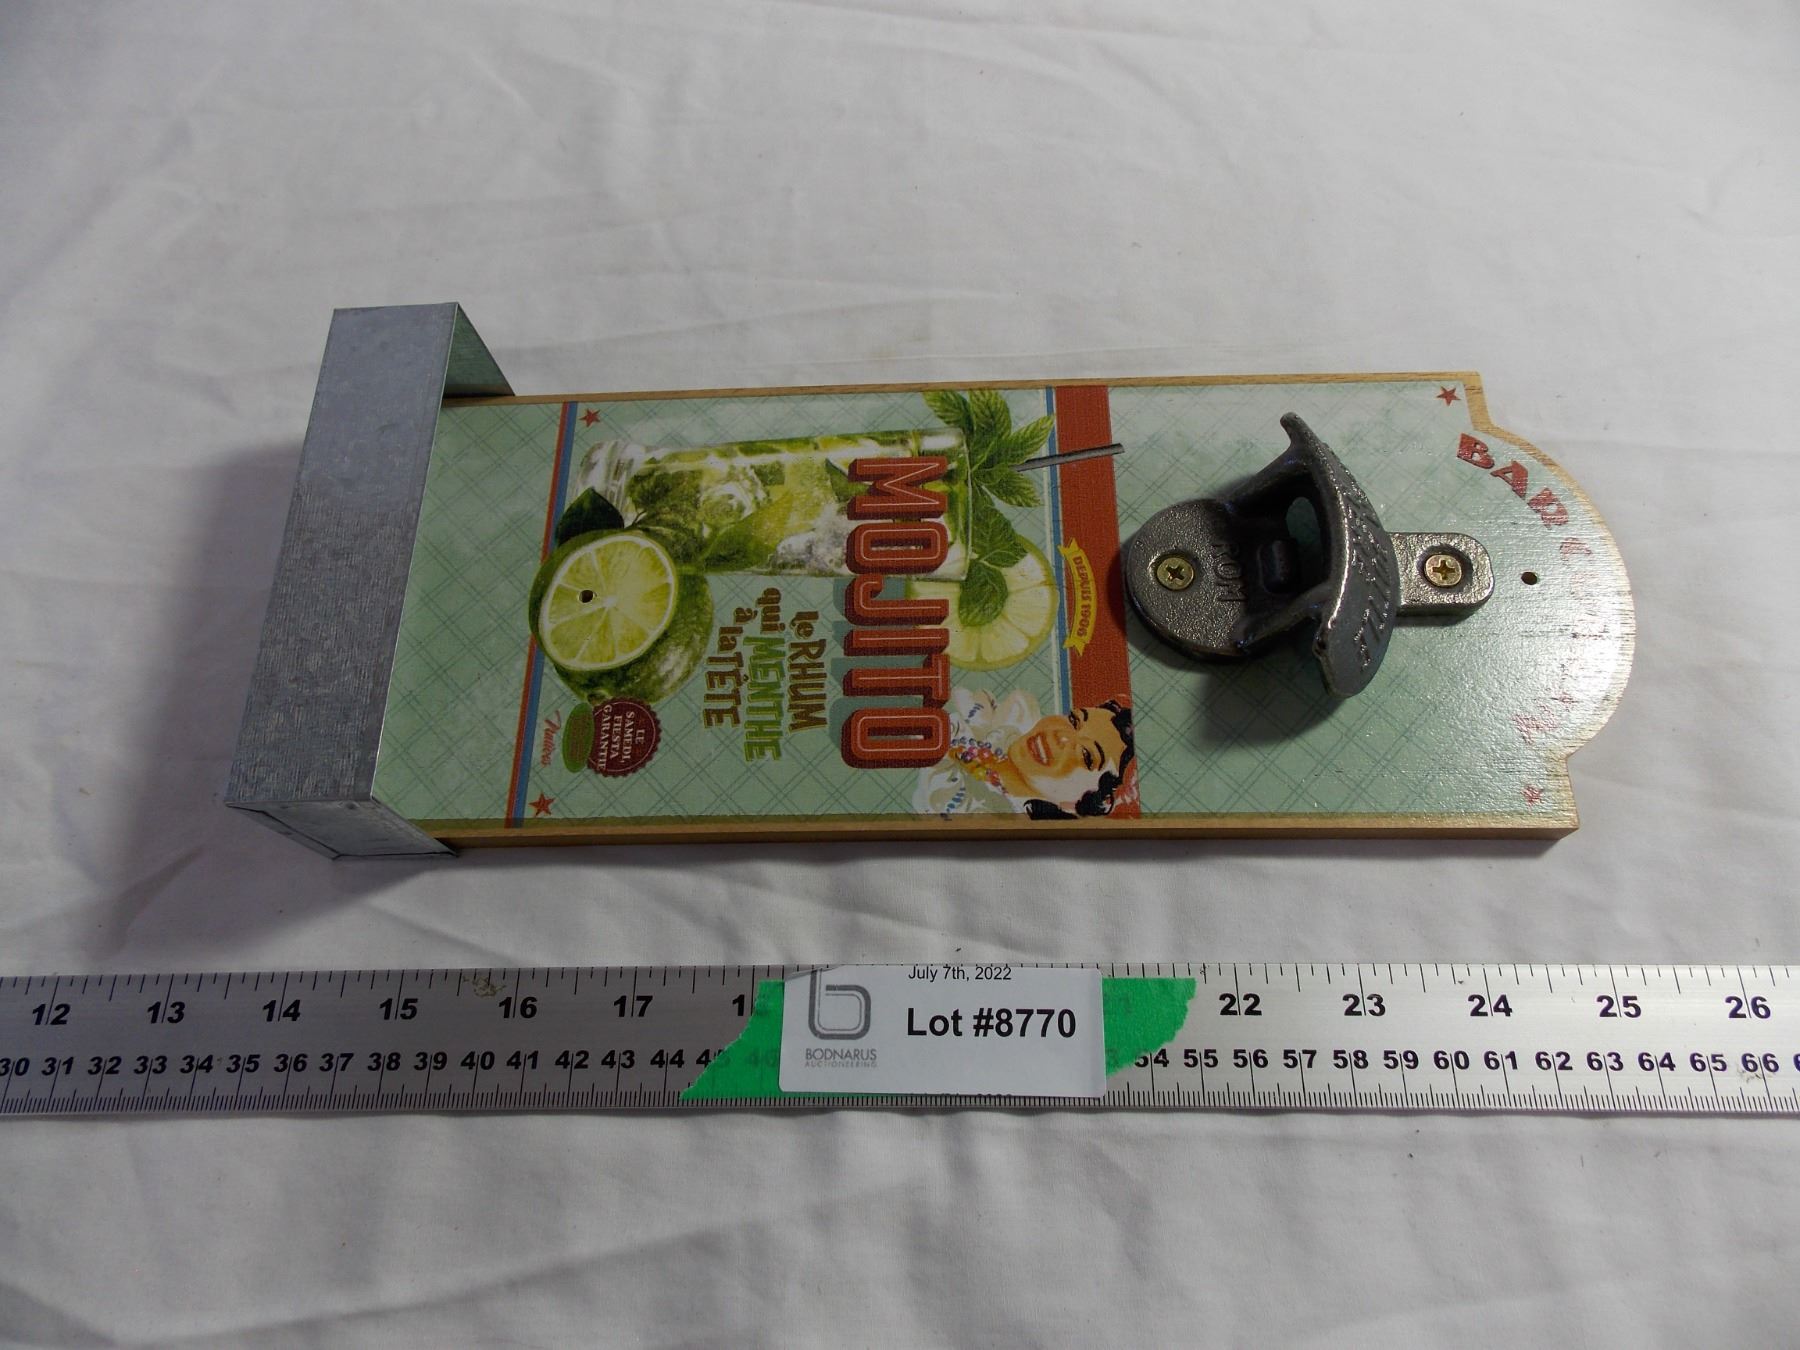 BAR
ROM
DEPUIS 1906
MOJITO
le RHUM
qui MENTHE
à la TÊTE
LE
SAMEDI,
FIESTA
GARANTIE
July 7th, 2022
Lot #8770
BODNARUS
AUCTIONEERING
12 13 14 15 16 17 1 22 23 24 25 26
30 31 32 33 34 35 36 37 38 39 40 41 42 43 44 54 55 56 57 58 59 60 61 62 63 64 65 66